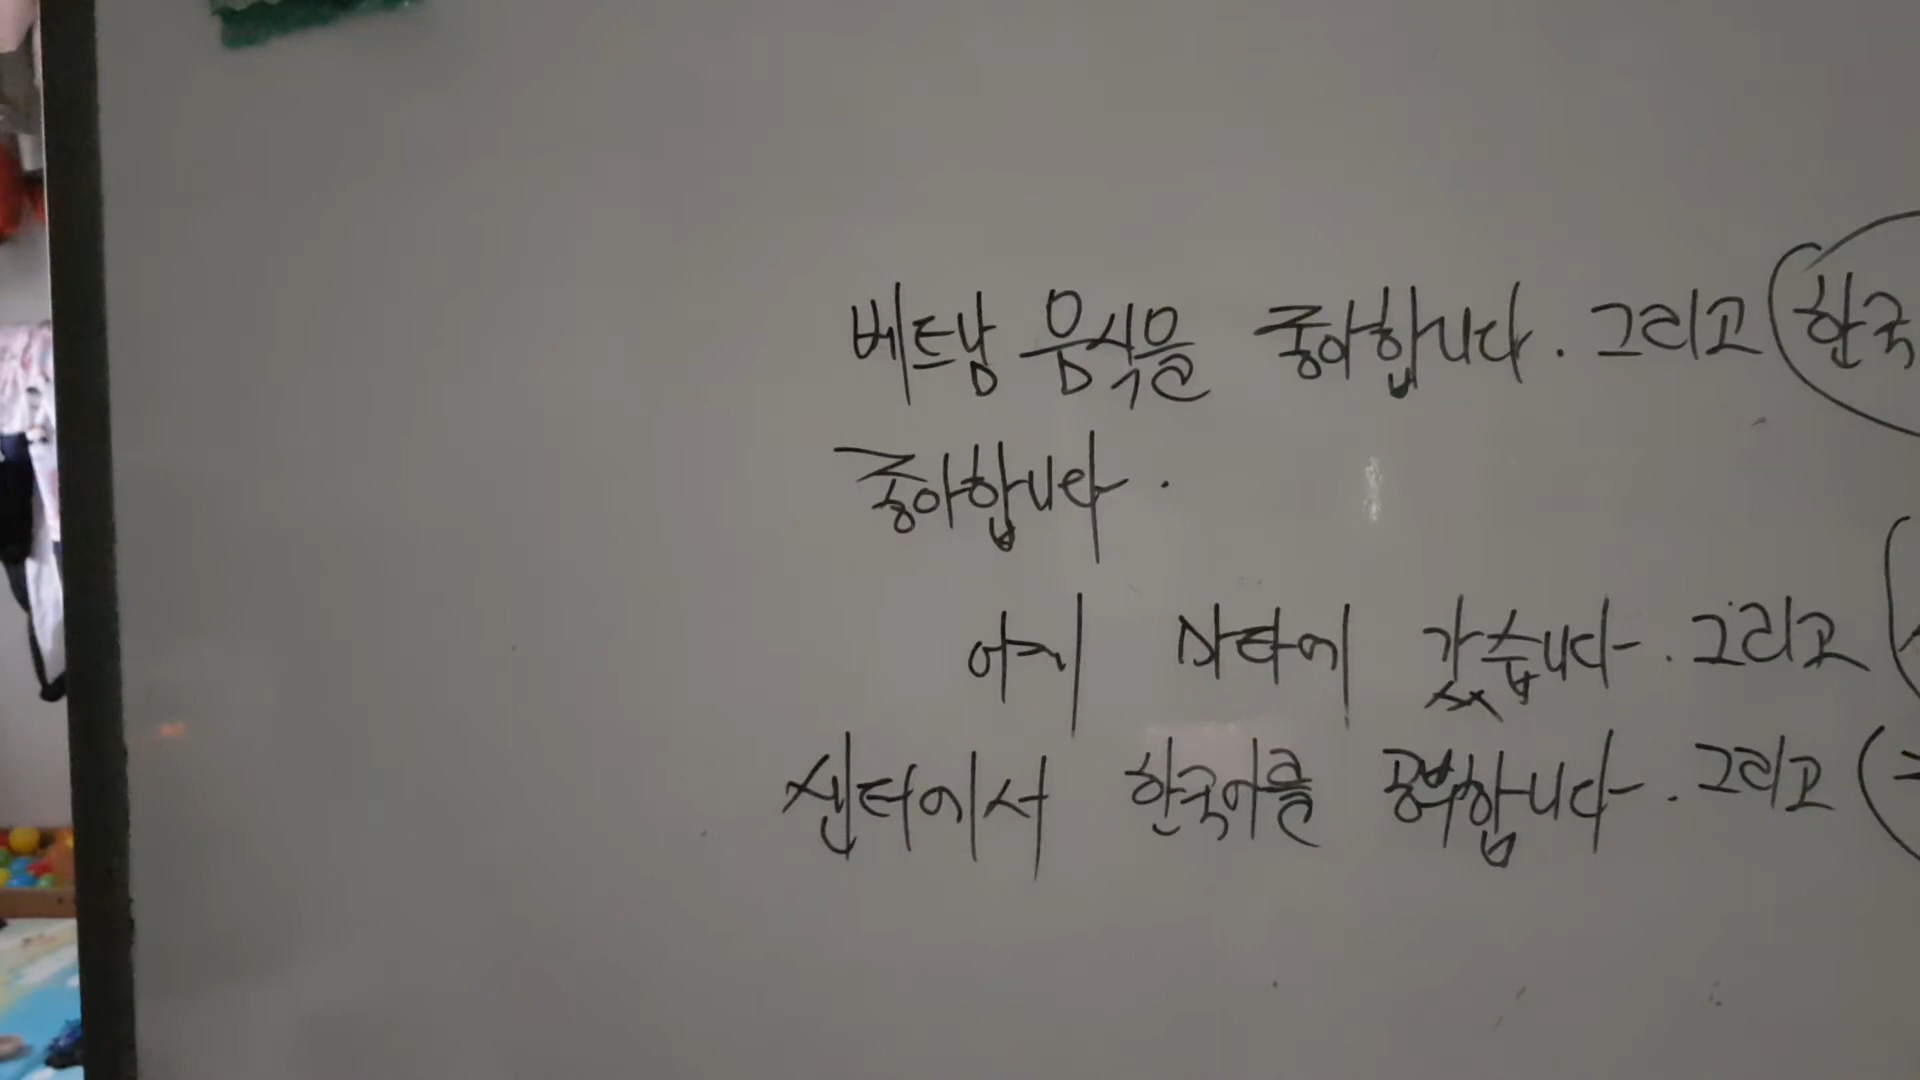 베트남 음식을 좋아합니다. 그리고 (한국
좋아합니다.
어제 시티에 갔습니다. 그리고 (
센터에서 한국어를 공부합니다. 그리고 (